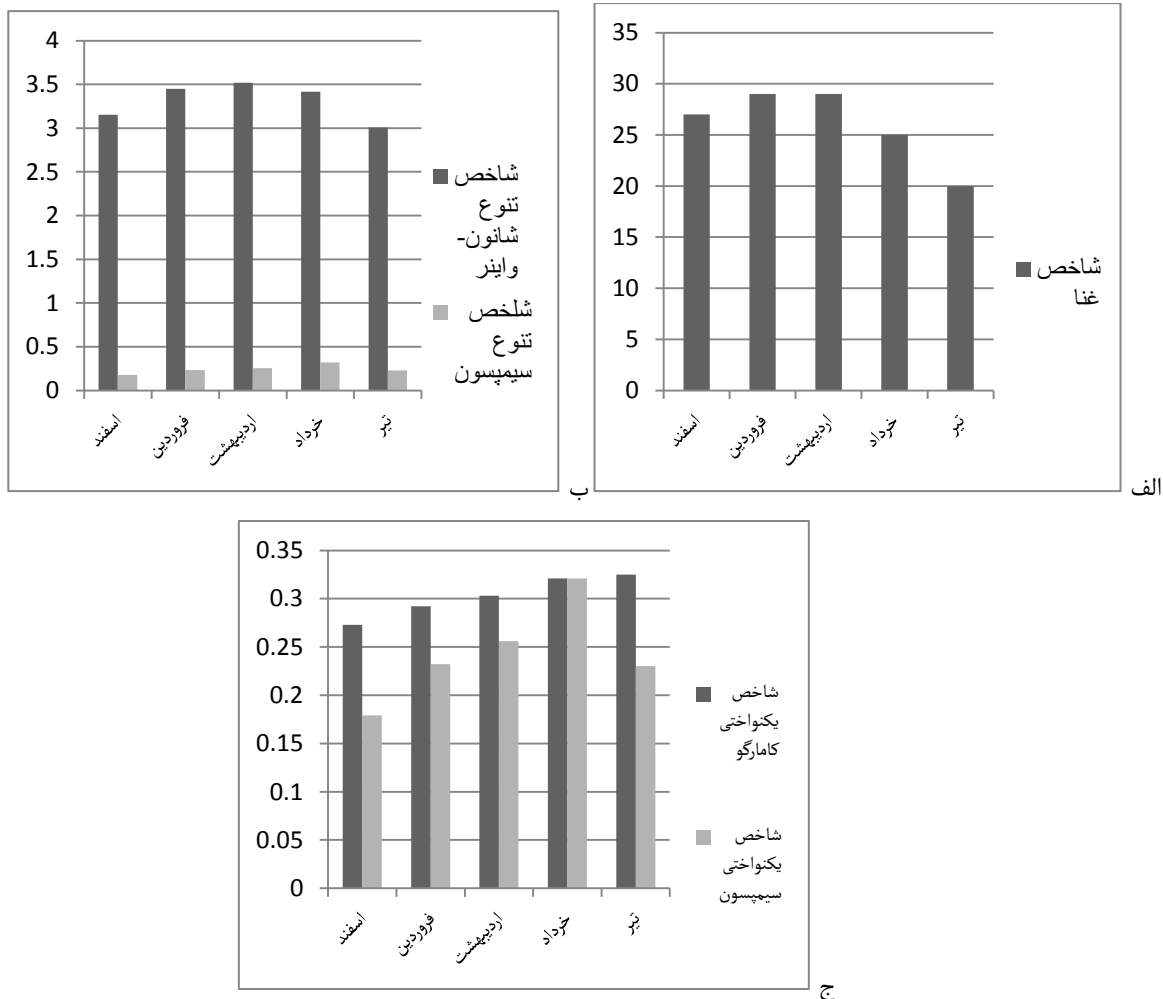 35
30
25
20
15
10
5
0
اسفند
فروردین
اردیبهشت
خرداد
تیر
شاخص
غنا
الف
4
3.5
3
2.5
2
1.5
1
0.5
0
اسفند
فروردین
اردیبهشت
خرداد
تیر
شاخص
تنوع
شانون-
واینر
شلخص
تنوع
سیمپسون
ب
0.35
0.3
0.25
0.2
0.15
0.1
0.05
0
اسفند
فروردین
اردیبهشت
خرداد
تیر
شاخص
یکنواختی
کامارگو
شاخص
یکنواختی
سیمپسون
ج